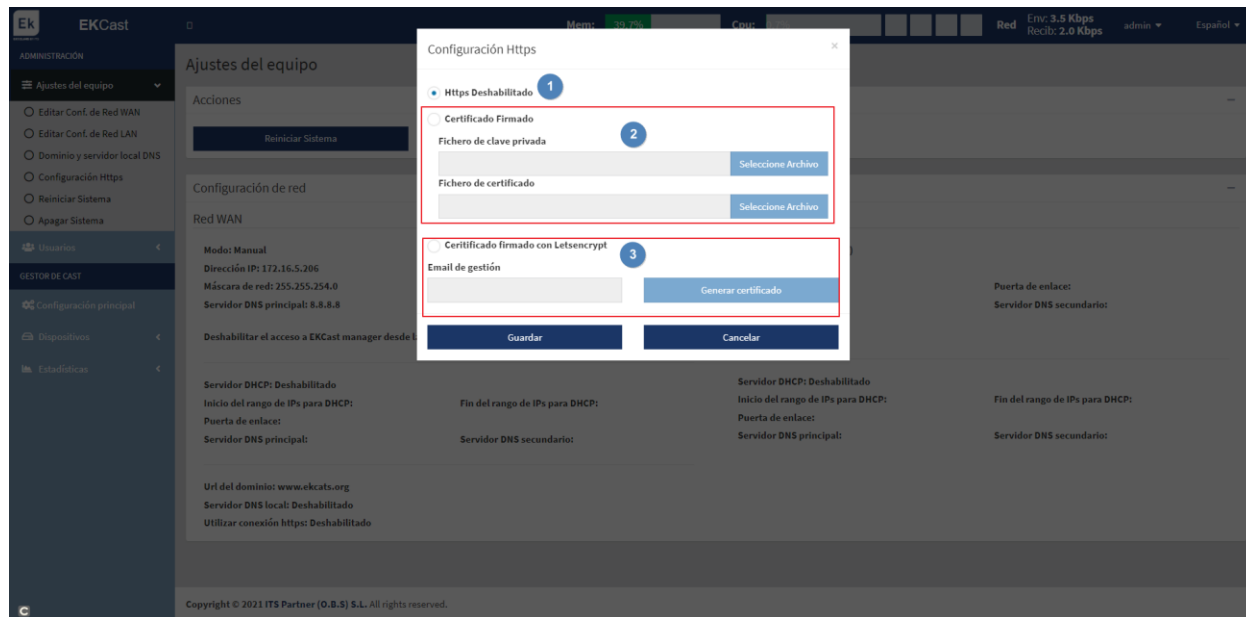 Ek
EKCast
Mem: 39.7% Cpu:
Red
Env: 3.5 Kbps
Recib: 2.0 Kbps
admin
Español
ADMINISTRACIÓN
Ajustes del equipo
Editar Conf. de Red WAN
Editar Conf. de Red LAN
Dominio y servidor local DNS
Configuración Https
Reiniciar Sistema
Apagar Sistema
Usuarios
GESTOR DE CAST
Configuración principal
Dispositivos
Estadísticas
Ajustes del equipo
Acciones
Reiniciar Sistema
Configuración Https
×
Https Deshabilitado
1
Certificado Firmado
2
Fichero de clave privada
Seleccione Archivo
Fichero de certificado
Seleccione Archivo
Ceritificado firmado con Letsencrypt
3
Email de gestión
Generar certificado
Guardar
Cancelar
Configuración de red
Red WAN
Modo: Manual
Dirección IP: 172.16.5.206
Máscara de red: 255.255.254.0
Puerta de enlace:
Servidor DNS principal: 8.8.8.8
Servidor DNS secundario:
Deshabilitar el acceso a EKCast manager desde
Servidor DHCP: Deshabilitado
Inicio del rango de IPs para DHCP:
Fin del rango de IPs para DHCP:
Puerta de enlace:
Servidor DNS principal:
Servidor DNS secundario:
Servidor DHCP: Deshabilitado
Inicio del rango de IPs para DHCP:
Fin del rango de IPs para DHCP:
Puerta de enlace:
Servidor DNS principal:
Servidor DNS secundario:
Url del dominio: www.ekcats.org
Servidor DNS local: Deshabilitado
Utilizar conexión https: Deshabilitado
Copyright © 2021 ITS Partner (O.B.S) S.L. All rights reserved.